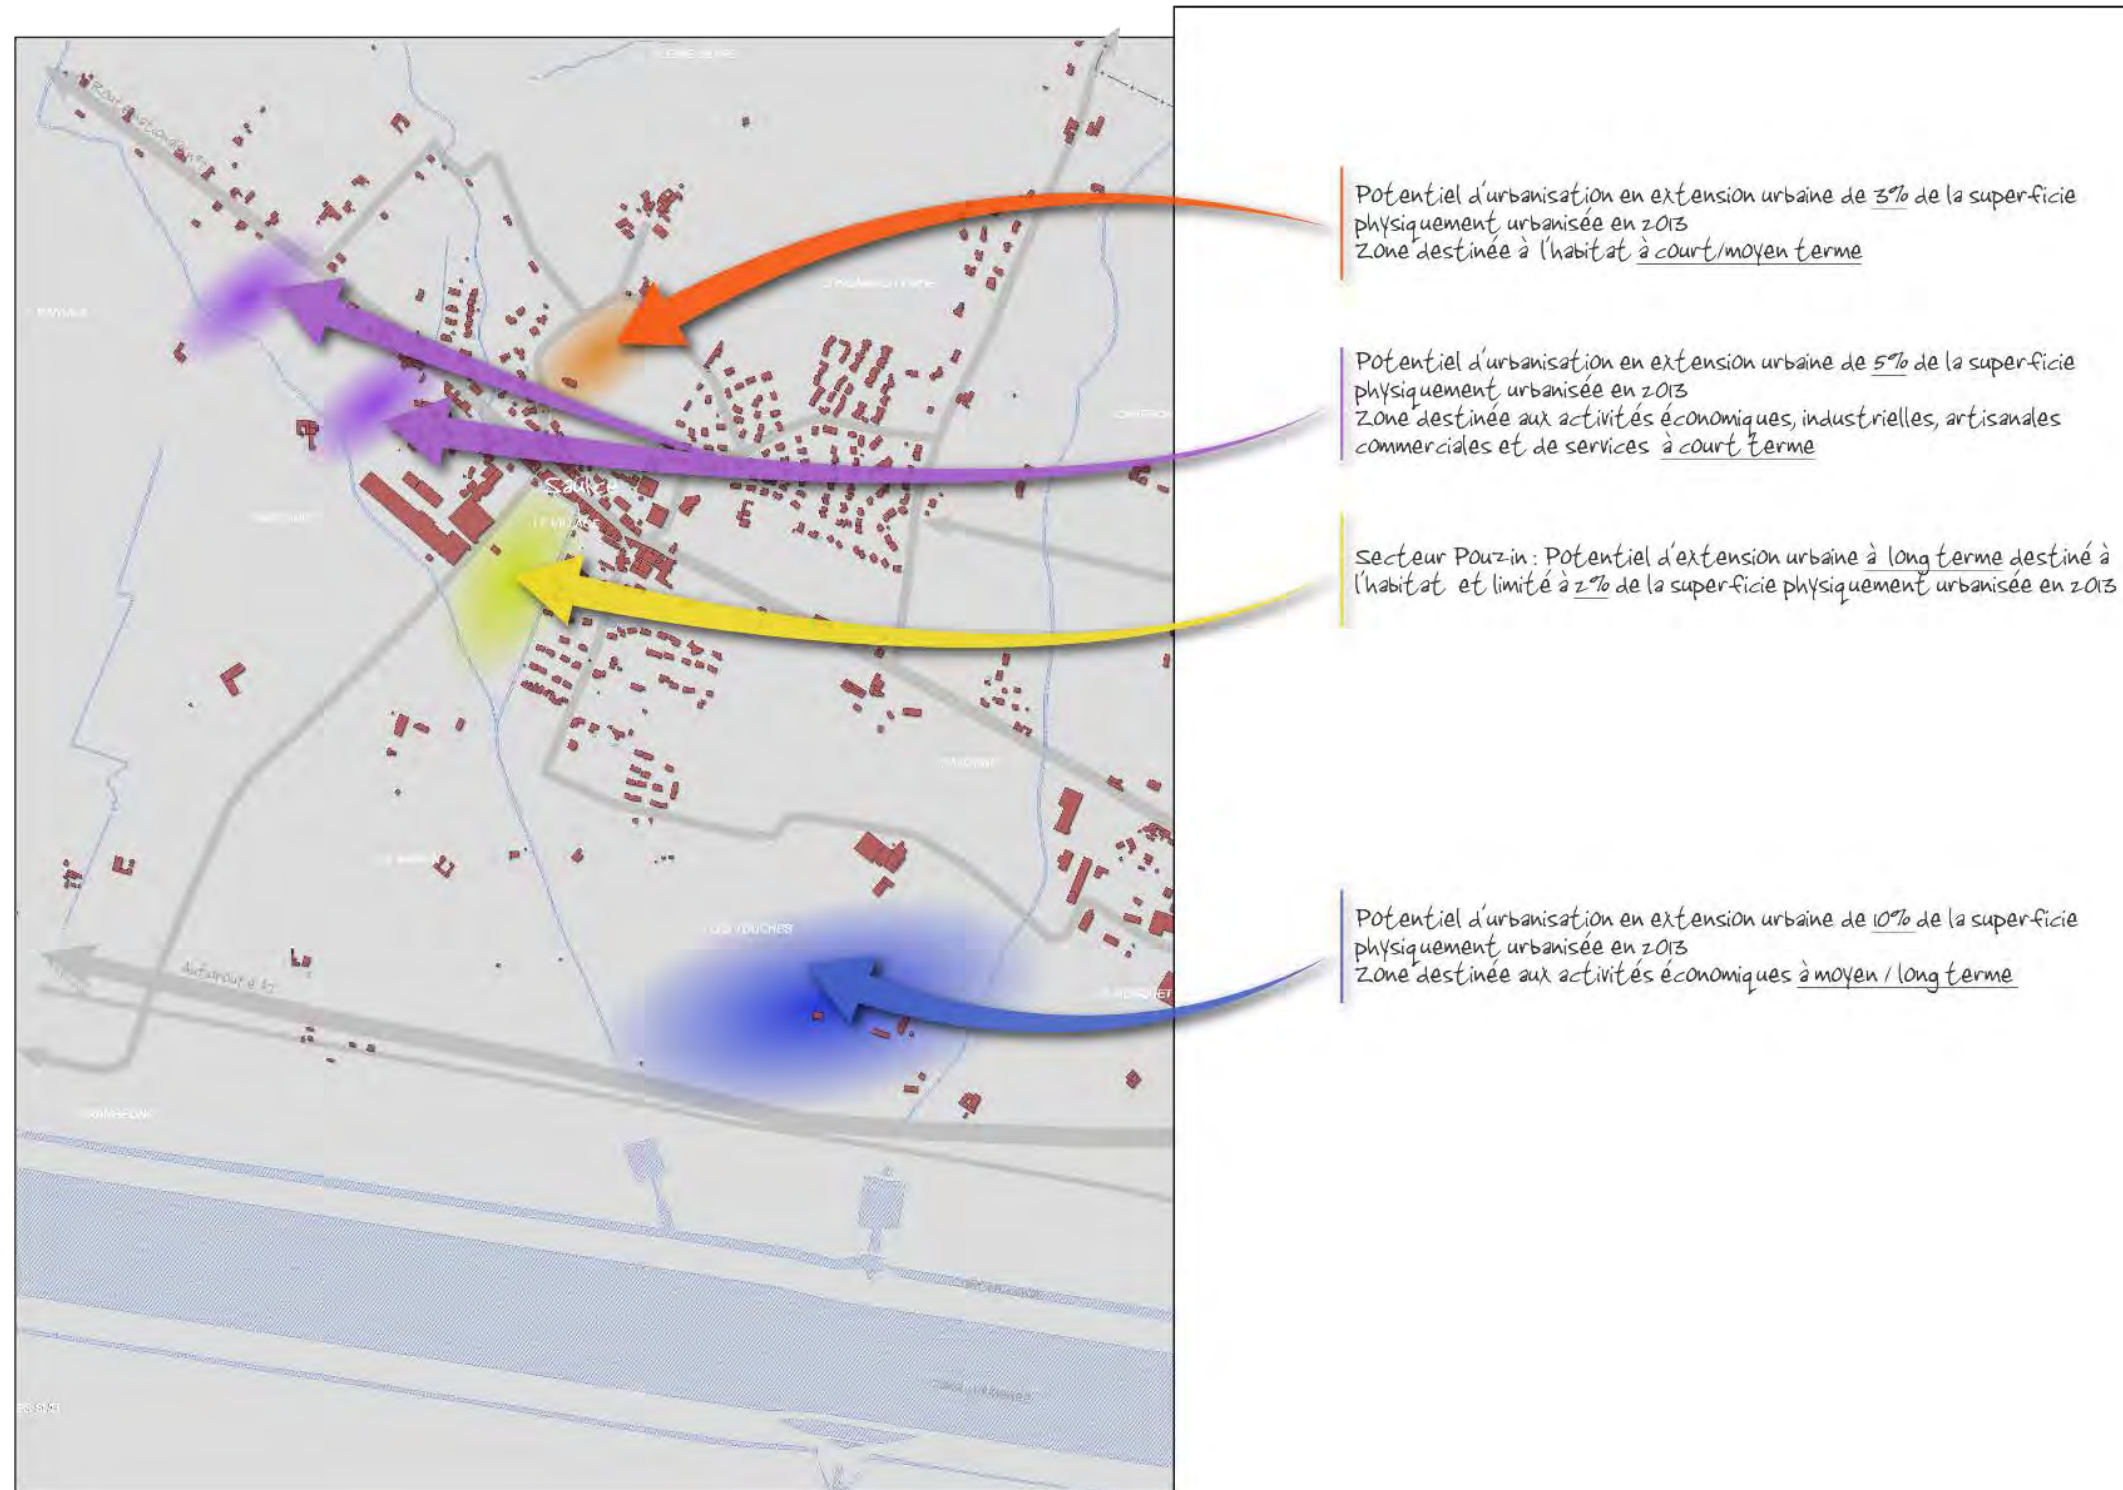 Potentiel d'urbanisation en extension urbaine de 3% de la superficie
physiquement urbanisée en 2013
Zone destinée à l'habitat à court/moyen terme
Potentiel d'urbanisation en extension urbaine de 5% de la superficie
physiquement urbanisée en 2013
Zone destinée aux activités économiques, industrielles, artisanales
commerciales et de services à court terme
Saulce
LE VILLAGE
Secteur Pouzin : Potentiel d'extension urbaine à long terme destiné à
l'habitat et limité à 2% de la superficie physiquement urbanisée en 2013
Potentiel d'urbanisation en extension urbaine de 10% de la superficie
physiquement urbanisée en 2013
Zone destinée aux activités économiques à moyen / long terme
Autoroute A7